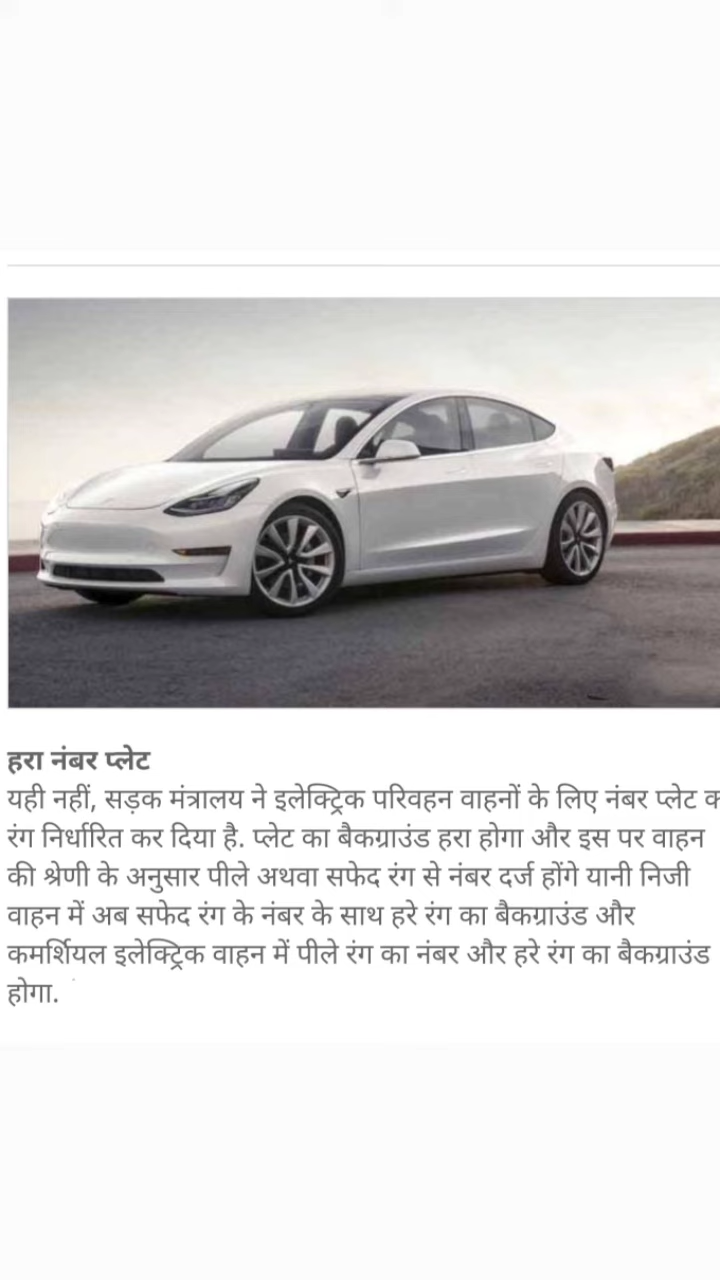 हरा नंबर प्लेट
यही नहीं, सड़क मंत्रालय ने इलेक्ट्रिक परिवहन वाहनों के लिए नंबर प्लेट
रंग निर्धारित कर दिया है. प्लेट का बैकग्राउंड हरा होगा और इस पर वाहन
की श्रेणी के अनुसार पीले अथवा सफेद रंग से नंबर दर्ज होंगे यानी निजी
वाहन में अब सफेद रंग के नंबर के साथ हरे रंग का बैकग्राउंड और
कमर्शियल इलेक्ट्रिक वाहन में पीले रंग का नंबर और हरे रंग का बैकग्राउंड
होगा.